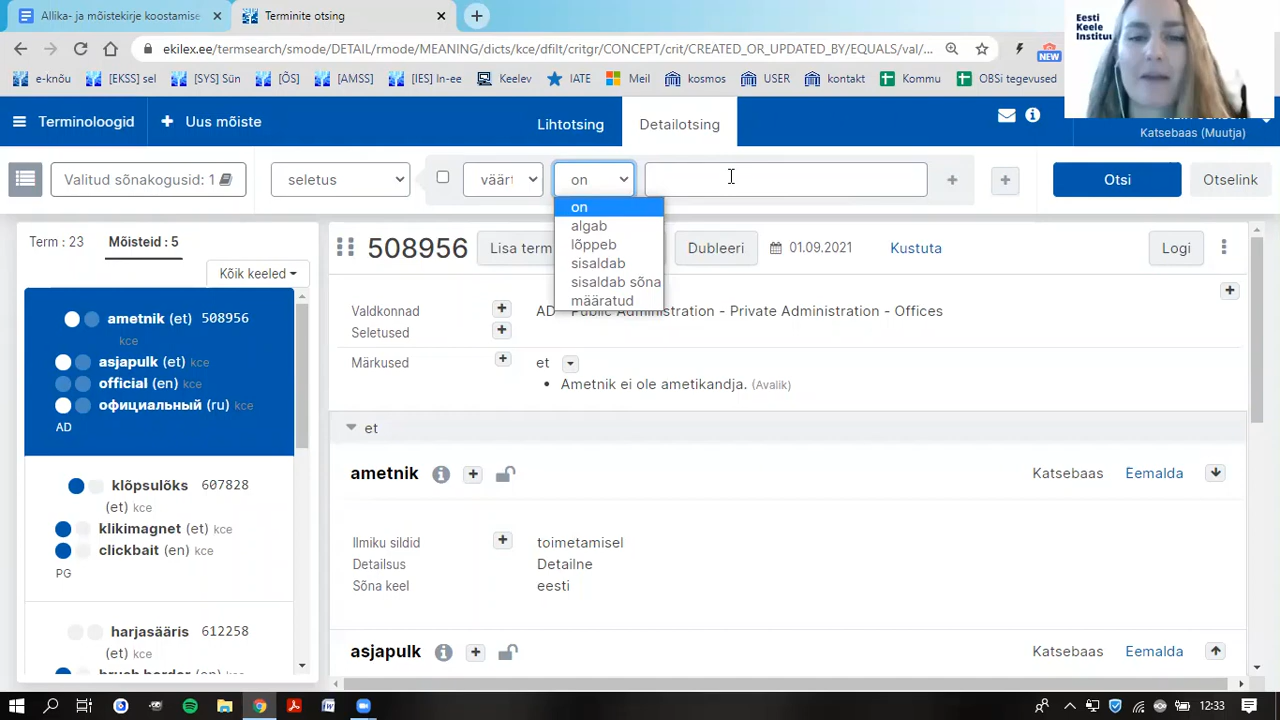 Allika- ja mõistekirje koostamise
Terminite otsing
ekilex.ee/termsearch/smode/DETAIL/rmode/MEANING/dicts/kce/dfilt/critgr/CONCEPT/crit/CREATED_OR_UPDATED_BY/EQUALS/val/...
NEW
e-knõu
[EKSS] sel
[SYS] Sün
[ÕS]
[AMSS]
[IES] In-ee
Keelev
IATE
Meil
kosmos
USER
kontakt
Kommu
OBSi tegevused
Eesti
Keele
Terminoloogid
Uus mõiste
Lihtotsing
Detailotsing
Katsebaas (Muutja)
Valitud sõnakogusid: 1
seletus
väärt
on
Otsi
Otselink
on
algab
lõppeb
sisaldab
sisaldab sõna
määratud
Term : 23
Mõisteid : 5
Kõik keeled
508956
Lisa term
Dubleeri
01.09.2021
Kustuta
Logi
ametnik (et) 508956
kce
asjapulk (et) kce
official (en) kce
официальный (ru) kce
AD
klõpsulõks 607828
(et) kce
klikimagnet (et) kce
clickbait (en) kce
PG
harjasääris 612258
(et) kce
brush border (en) kce
Valdkonnad
AD - Public Administration - Private Administration - Offices
Seletused
Märkused
et
Ametnik ei ole ametikandja. (Avalik)
et
ametnik
Katsebaas
Eemalda
Ilmiku sildid
toimetamisel
Detailsus
Detailne
Sõna keel
eesti
asjapulk
Katsebaas
Eemalda
12:33